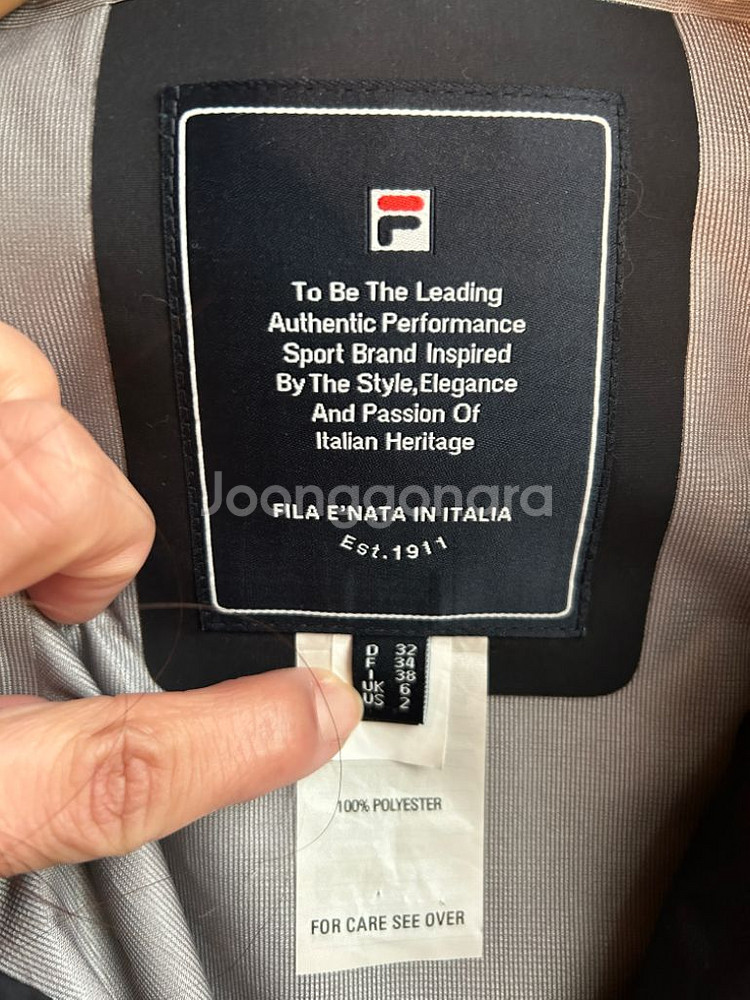 To Be The Leading
Authentic Performance
Sport Brand Inspired
By The Style,Elegance
And Passion Of
Italian Heritage
Joonggonara
FILA E'NATA IN ITALIA
Est.1911
D 32
F 34
I 38
UK 6
US 2
100% POLYESTER
FOR CARE SEE OVER